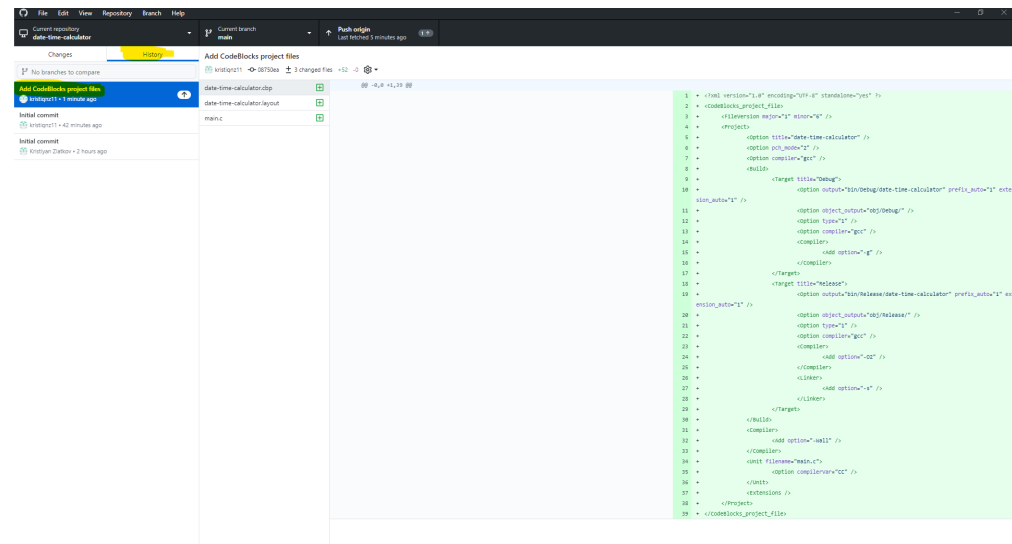 File Edit View Repository Branch Help
Current repository
date-time-calculator
Current branch
main
Push origin
Last fetched 3 minutes ago
1
Changes
History
No branches to compare
Add CodeBlocks project files
kristiqnz11 • 1 minute ago
Initial commit
kristiqnz11 • 42 minutes ago
Initial commit
Kristiyan Zlatkov • 2 hours ago
Add CodeBlocks project files
kristiqnz11 08750ea 3 changed files +52 -0
date-time-calculator.cbp
date-time-calculator.layout
main.c
@@ -0,0 +1,39 @@
1 + <?xml version="1.0" encoding="UTF-8" standalone="yes" ?>
2 + <CodeBlocks_project_file>
3 + <FileVersion major="1" minor="6" />
4 + <Project>
5 + <Option title="date-time-calculator" />
6 + <Option pch_mode="2" />
7 + <Option compiler="gcc" />
8 + <Build>
9 + <Target title="Debug">
10 + <Option output="bin/Debug/date-time-calculator" prefix_auto="1" exten
sion_auto="1" />
11 + <Option object_output="obj/Debug/" />
12 + <Option type="1" />
13 + <Option compiler="gcc" />
14 + <Compiler>
15 + <Add option="-g" />
16 + </Compiler>
17 + </Target>
18 + <Target title="Release">
19 + <Option output="bin/Release/date-time-calculator" prefix_auto="1" ext
ension_auto="1" />
20 + <Option object_output="obj/Release/" />
21 + <Option type="1" />
22 + <Option compiler="gcc" />
23 + <Compiler>
24 + <Add option="-O2" />
25 + </Compiler>
26 + <Linker>
27 + <Add option="-s" />
28 + </Linker>
29 + </Target>
30 + </Build>
31 + <Compiler>
32 + <Add option="-Wall" />
33 + </Compiler>
34 + <Unit filename="main.c">
35 + <Option compilerVar="CC" />
36 + </Unit>
37 + <Extensions />
38 + </Project>
39 + </CodeBlocks_project_file>